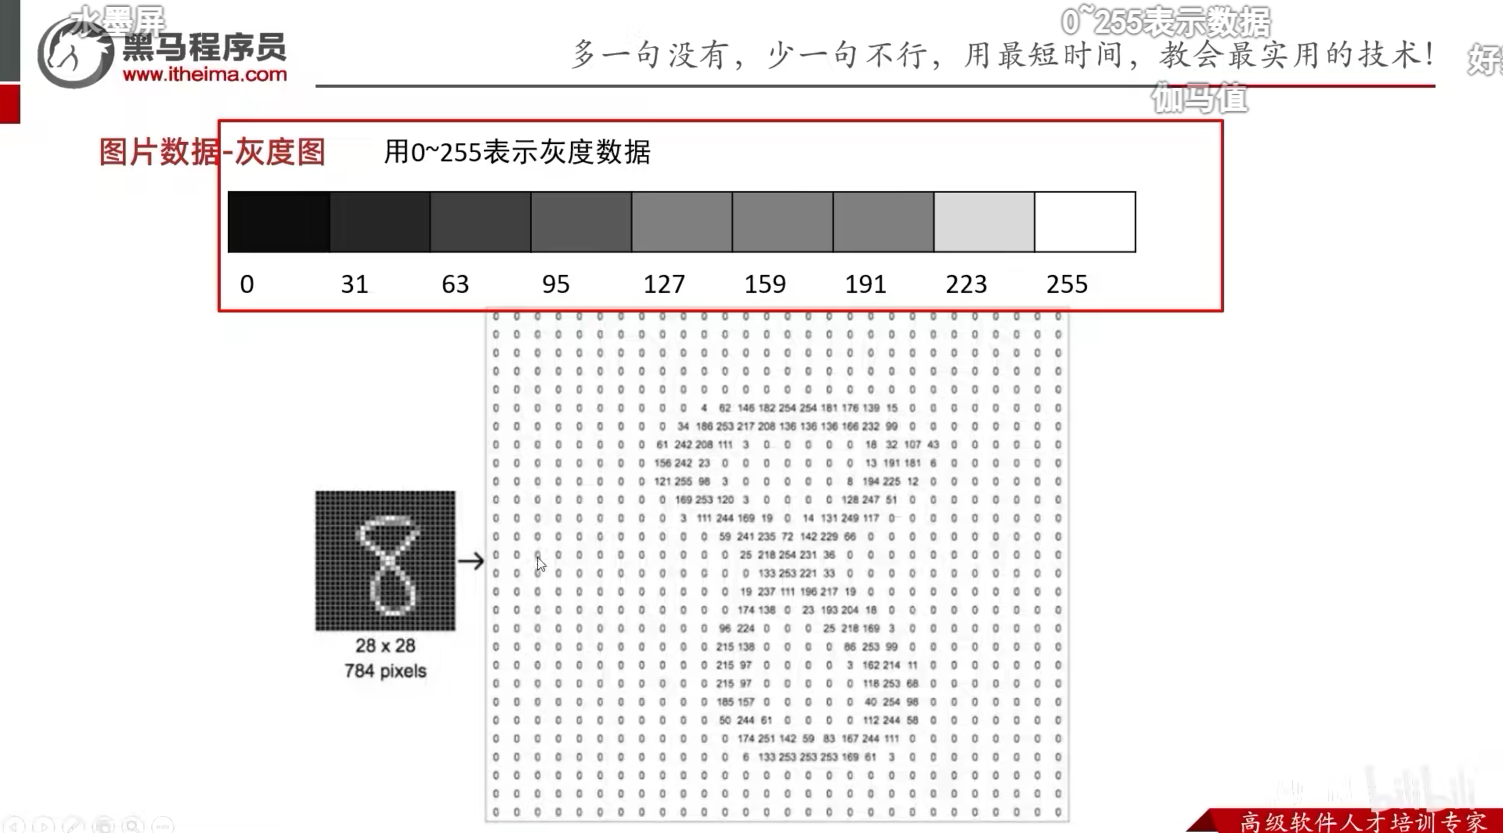 水墨屏
0~255表示数据
黑马程序员
www.itheima.com
多一句没有，少一句不行，用最短时间，教会最实用的技术！
伽马值
图片数据-灰度图
用0~255表示灰度数据
0 31 63 95 127 159 191 223 255
0 0 0 0 0 0 0 0 0 0 0 0 0 0 0 0 0 0 0 0 0 0 0 0 0 0 0 0
0 0 0 0 0 0 0 0 0 0 0 0 0 0 0 0 0 0 0 0 0 0 0 0 0 0 0 0
0 0 0 0 0 0 0 0 0 0 0 0 0 0 0 0 0 0 0 0 0 0 0 0 0 0 0 0
0 0 0 0 0 0 0 0 0 0 0 0 0 0 0 0 0 0 0 0 0 0 0 0 0 0 0 0
0 0 0 0 0 0 0 0 0 0 0 0 0 0 0 0 0 0 0 0 0 0 0 0 0 0 0 0
0 0 0 0 0 0 0 0 0 0 4 62 146 182 254 254 181 176 139 15 0 0 0 0 0 0 0 0
0 0 0 0 0 0 0 0 0 34 186 253 217 208 136 136 136 166 232 99 0 0 0 0 0 0 0 0
0 0 0 0 0 0 0 0 61 242 208 111 3 0 0 0 0 0 18 32 107 43 0 0 0 0 0 0
0 0 0 0 0 0 0 0 156 242 23 0 0 0 0 0 0 0 13 191 181 6 0 0 0 0 0 0
0 0 0 0 0 0 0 0 121 255 98 3 0 0 0 0 0 8 194 225 12 0 0 0 0 0 0 0
0 0 0 0 0 0 0 0 0 169 253 120 3 0 0 0 0 128 247 51 0 0 0 0 0 0 0 0
0 0 0 0 0 0 0 0 0 3 111 244 169 19 0 14 131 249 117 0 0 0 0 0 0 0 0 0
0 0 0 0 0 0 0 0 0 0 0 59 241 235 72 142 229 66 0 0 0 0 0 0 0 0 0 0
0 0 0 0 0 0 0 0 0 0 0 0 25 218 254 231 36 0 0 0 0 0 0 0 0 0 0 0
0 0 0 0 0 0 0 0 0 0 0 0 0 133 253 221 33 0 0 0 0 0 0 0 0 0 0 0
0 0 0 0 0 0 0 0 0 0 0 0 19 237 111 196 217 19 0 0 0 0 0 0 0 0 0 0
0 0 0 0 0 0 0 0 0 0 0 0 174 138 0 23 193 204 18 0 0 0 0 0 0 0 0 0
0 0 0 0 0 0 0 0 0 0 0 96 224 0 0 0 25 218 169 3 0 0 0 0 0 0 0 0
0 0 0 0 0 0 0 0 0 0 0 215 138 0 0 0 0 86 253 99 0 0 0 0 0 0 0 0
0 0 0 0 0 0 0 0 0 0 0 215 97 0 0 0 0 3 162 214 11 0 0 0 0 0 0 0
0 0 0 0 0 0 0 0 0 0 0 215 97 0 0 0 0 0 118 253 68 0 0 0 0 0 0 0
0 0 0 0 0 0 0 0 0 0 0 185 157 0 0 0 0 0 40 254 98 0 0 0 0 0 0 0
0 0 0 0 0 0 0 0 0 0 0 50 244 61 0 0 0 0 112 244 58 0 0 0 0 0 0 0
0 0 0 0 0 0 0 0 0 0 0 0 174 251 142 59 83 167 244 111 0 0 0 0 0 0 0 0
0 0 0 0 0 0 0 0 0 0 0 0 6 133 253 253 253 169 61 3 0 0 0 0 0 0 0 0
0 0 0 0 0 0 0 0 0 0 0 0 0 0 0 0 0 0 0 0 0 0 0 0 0 0 0 0
0 0 0 0 0 0 0 0 0 0 0 0 0 0 0 0 0 0 0 0 0 0 0 0 0 0 0 0
0 0 0 0 0 0 0 0 0 0 0 0 0 0 0 0 0 0 0 0 0 0 0 0 0 0 0 0
28 x 28
784 pixels
bilibili
高级软件人才培训专家